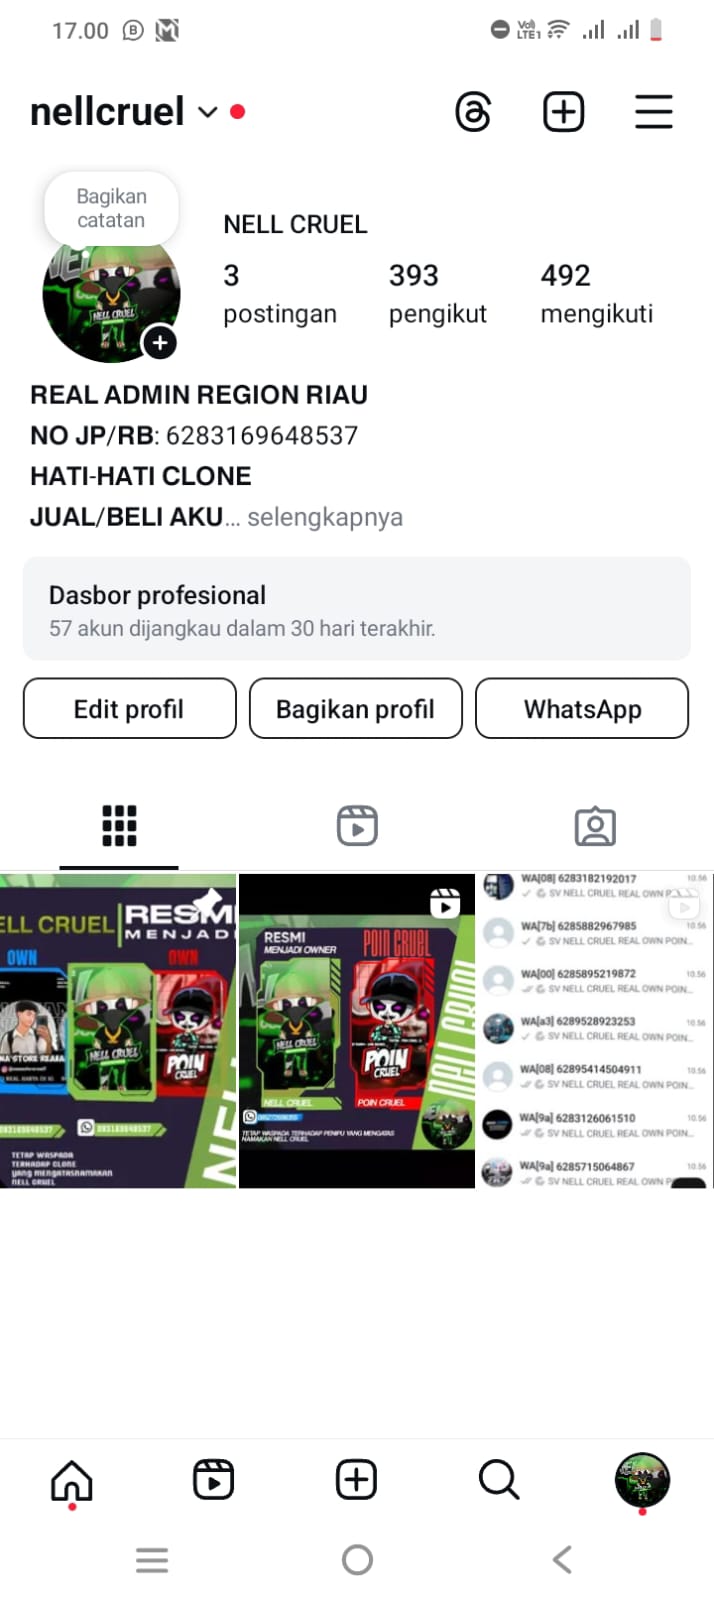 17.00
VoLTE1
nellcruel
Bagikan
catatan
NELL CRUEL
3 postingan
393 pengikut
492 mengikuti
REAL ADMIN REGION RIAU
NO JP/RB: 6283169648537
HATI-HATI CLONE
JUAL/BELI AKU... selengkapnya
Dasbor profesional
57 akun dijangkau dalam 30 hari terakhir.
Edit profil
Bagikan profil
WhatsApp
ELL CRUEL
RESMI
MENJADI
OWN
OWN
NELL CRUEL
POIN
CRUEL
TETAP WASPADA
TERHADAP CLONE
yang mengatasnamakan
NELL CRUEL
RESMI
MENJADI OWNER
POIN CRUEL
NELL CRUEL
NELL CRUEL
POIN
CRUEL
NELL CRUEL
POIN CRUEL
TETAP WASPADA TERHADAP PENIPU YANG MENGATAS
NAMAKAN NELL CRUEL
WA[08] 6283182192017 10.56
SV NELL CRUEL REAL OWN P
WA[7b] 6285882967985 10.56
SV NELL CRUEL REAL OWN POIN...
WA[00] 6285895219872 10.56
SV NELL CRUEL REAL OWN POIN...
WA[a3] 6289528923253 10.56
SV NELL CRUEL REAL OWN POIN...
WA[08] 62895414504911 10.56
SV NELL CRUEL REAL OWN POIN...
WA[9a] 6283126061510 10.56
SV NELL CRUEL REAL OWN POIN...
WA[9a] 6285715064867 10.56
SV NELL CRUEL REAL OWN P